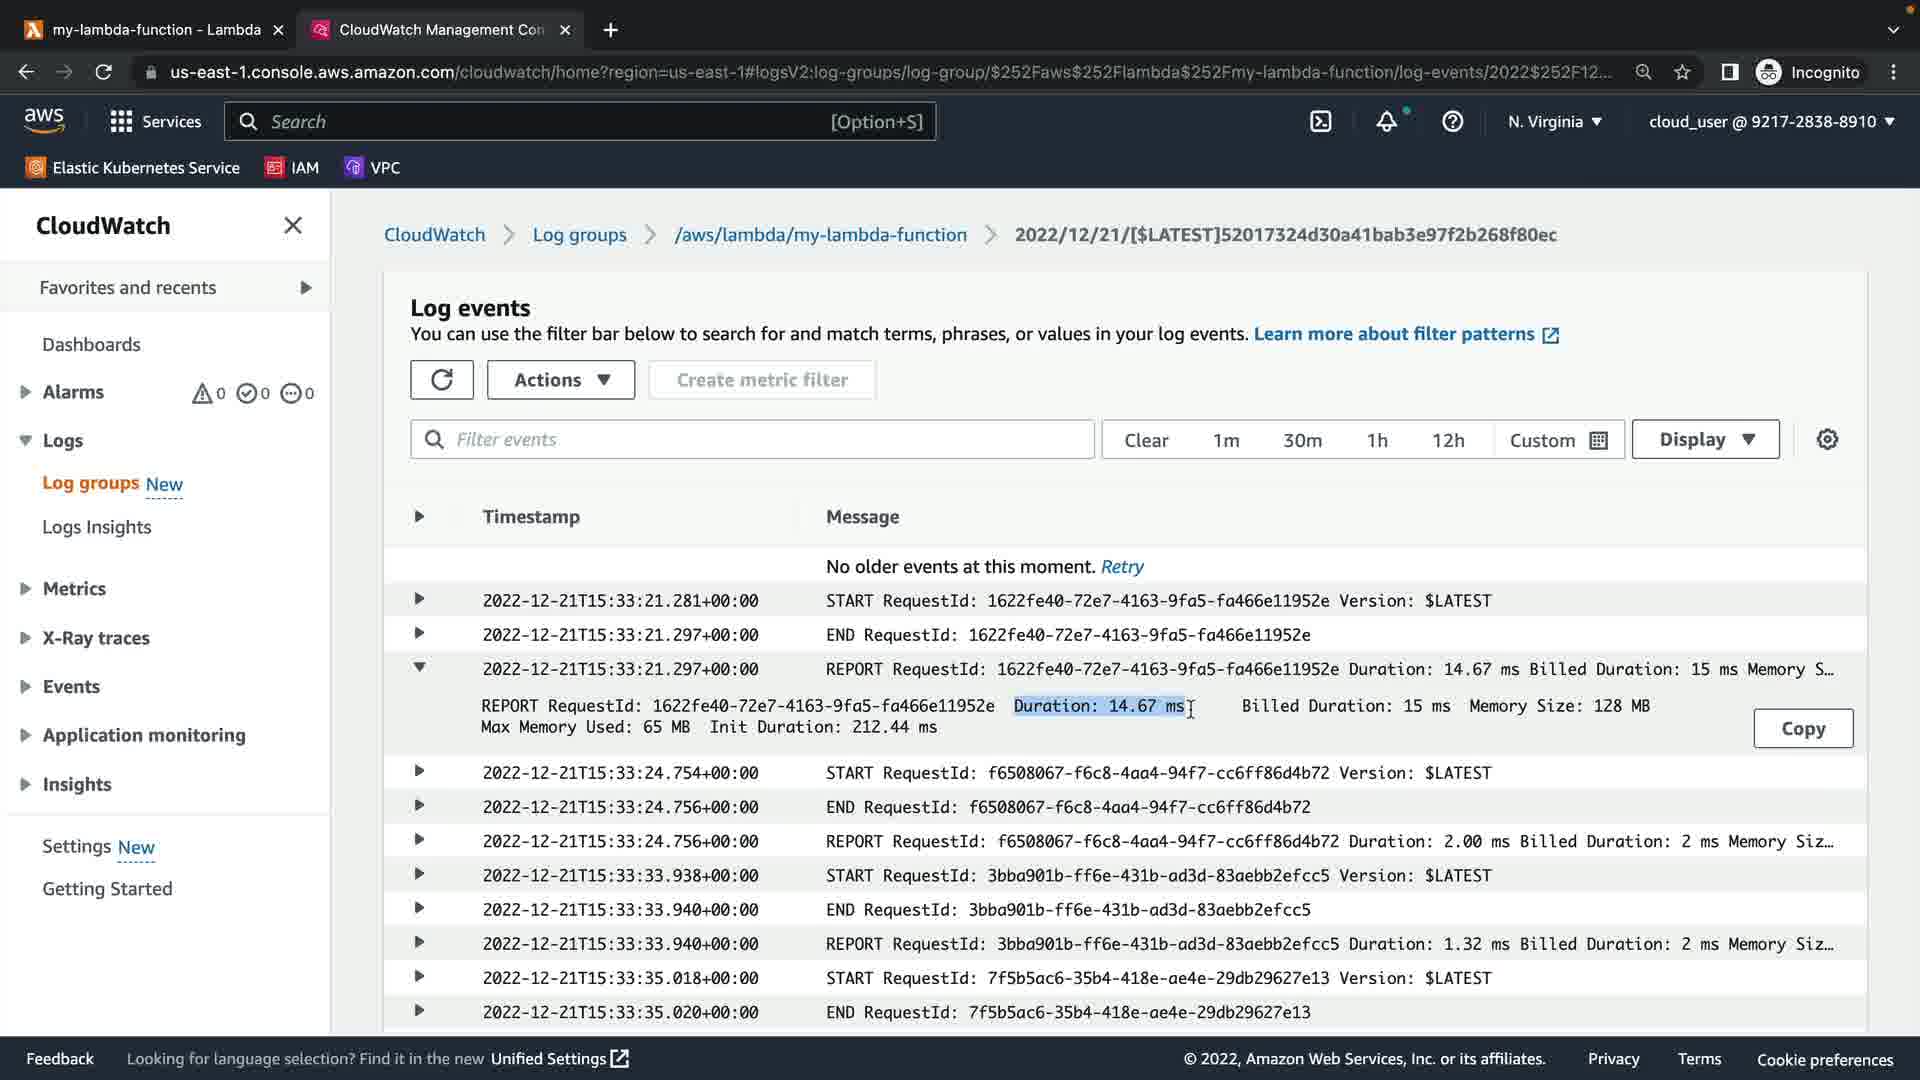 my-lambda-function - Lambda
CloudWatch Management Con
us-east-1.console.aws.amazon.com/cloudwatch/home?region=us-east-1#logsV2:log-groups/log-group/$252Faws$252Flambda$252Fmy-lambda-function/log-events/2022$252F12...
Incognito
aws
Services
Search
[Option+S]
N. Virginia
cloud_user @ 9217-2838-8910
Elastic Kubernetes Service
IAM
VPC
CloudWatch
Favorites and recents
Dashboards
Alarms 0 0 0
Logs
Log groups New
Logs Insights
Metrics
X-Ray traces
Events
Application monitoring
Insights
Settings New
Getting Started
CloudWatch
Log groups
/aws/lambda/my-lambda-function
2022/12/21/[$LATEST]52017324d30a41bab3e97f2b268f80ec
Log events
You can use the filter bar below to search for and match terms, phrases, or values in your log events. Learn more about filter patterns
Actions
Create metric filter
Filter events
Clear 1m 30m 1h 12h Custom
Display
Timestamp Message
No older events at this moment. Retry
2022-12-21T15:33:21.281+00:00 START RequestId: 1622fe40-72e7-4163-9fa5-fa466e11952e Version: $LATEST
2022-12-21T15:33:21.297+00:00 END RequestId: 1622fe40-72e7-4163-9fa5-fa466e11952e
2022-12-21T15:33:21.297+00:00 REPORT RequestId: 1622fe40-72e7-4163-9fa5-fa466e11952e Duration: 14.67 ms Billed Duration: 15 ms Memory S...
REPORT RequestId: 1622fe40-72e7-4163-9fa5-fa466e11952e Duration: 14.67 ms Billed Duration: 15 ms Memory Size: 128 MB
Max Memory Used: 65 MB Init Duration: 212.44 ms
Copy
2022-12-21T15:33:24.754+00:00 START RequestId: f6508067-f6c8-4aa4-94f7-cc6ff86d4b72 Version: $LATEST
2022-12-21T15:33:24.756+00:00 END RequestId: f6508067-f6c8-4aa4-94f7-cc6ff86d4b72
2022-12-21T15:33:24.756+00:00 REPORT RequestId: f6508067-f6c8-4aa4-94f7-cc6ff86d4b72 Duration: 2.00 ms Billed Duration: 2 ms Memory Siz...
2022-12-21T15:33:33.938+00:00 START RequestId: 3bba901b-ff6e-431b-ad3d-83aebb2efcc5 Version: $LATEST
2022-12-21T15:33:33.940+00:00 END RequestId: 3bba901b-ff6e-431b-ad3d-83aebb2efcc5
2022-12-21T15:33:33.940+00:00 REPORT RequestId: 3bba901b-ff6e-431b-ad3d-83aebb2efcc5 Duration: 1.32 ms Billed Duration: 2 ms Memory Siz...
2022-12-21T15:33:35.018+00:00 START RequestId: 7f5b5ac6-35b4-418e-ae4e-29db29627e13 Version: $LATEST
2022-12-21T15:33:35.020+00:00 END RequestId: 7f5b5ac6-35b4-418e-ae4e-29db29627e13
Feedback
Looking for language selection? Find it in the new Unified Settings
© 2022, Amazon Web Services, Inc. or its affiliates.
Privacy
Terms
Cookie preferences